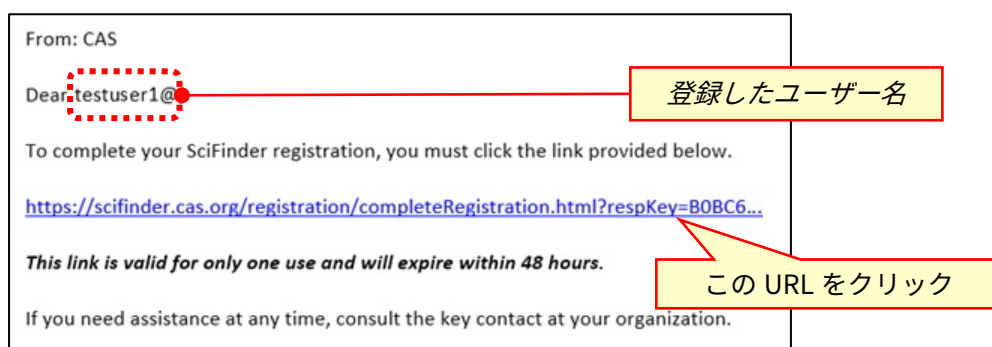 From: CAS
Dear testuser1@
登録したユーザー名
To complete your SciFinder registration, you must click the link provided below.
https://scifinder.cas.org/registration/completeRegistration.html?respKey=B0BC6...
This link is valid for only one use and will expire within 48 hours.
この URL をクリック
If you need assistance at any time, consult the key contact at your organization.